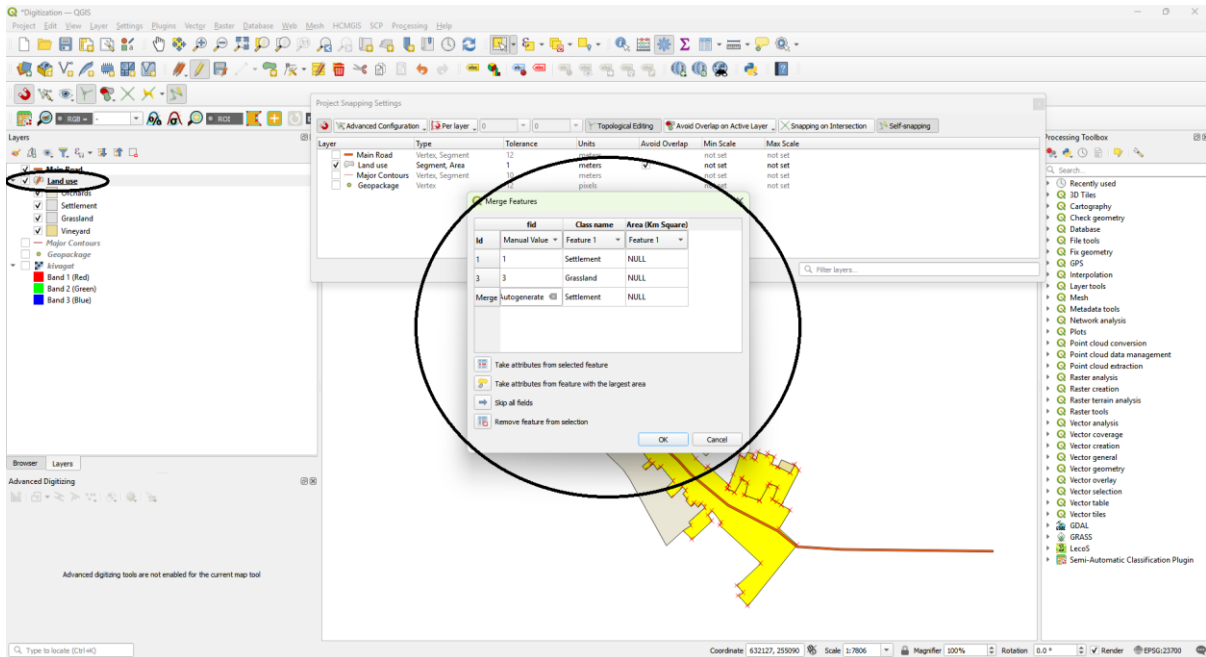 *Digitization — QGIS
Project Edit View Layer Settings Plugins Vector Raster Database Web Mesh HCMGIS SCP Processing Help
RGB = -
ROI
Layers
Main Road
Land use
Orchards
Settlement
Grassland
Vineyard
Major Contours
Geopackage
kivagat
Band 1 (Red)
Band 2 (Green)
Band 3 (Blue)
Browser Layers
Advanced Digitizing
Advanced digitizing tools are not enabled for the current map tool
Project Snapping Settings
Advanced Configuration Per layer 0 0 Topological Editing Avoid Overlap on Active Layer Snapping on Intersection Self-snapping
Layer Type Tolerance Units Avoid Overlap Min Scale Max Scale
Main Road Vertex, Segment 12 meters not set not set
Land use Segment, Area 1 meters not set not set
Major Contours Vertex, Segment 10 meters not set not set
Geopackage Vertex 12 pixels not set not set
Filter layers...
Merge Features
fid Class name Area (Km Square)
Id Manual Value Feature 1 Feature 1
1 1 Settlement NULL
3 3 Grassland NULL
Merge Autogenerate Settlement NULL
Take attributes from selected feature
Take attributes from feature with the largest area
Skip all fields
Remove feature from selection
OK Cancel
Processing Toolbox
Search...
Recently used
3D Tiles
Cartography
Check geometry
Database
File tools
Fix geometry
GPS
Interpolation
Layer tools
Mesh
Metadata tools
Network analysis
Plots
Point cloud conversion
Point cloud data management
Point cloud extraction
Raster analysis
Raster creation
Raster terrain analysis
Raster tools
Vector analysis
Vector coverage
Vector creation
Vector general
Vector geometry
Vector overlay
Vector selection
Vector table
Vector tiles
GDAL
GRASS
LecoS
Semi-Automatic Classification Plugin
Type to locate (Ctrl+K)
Coordinate 632127, 255090 Scale 1:7806 Magnifier 100% Rotation 0.0 ° Render EPSG:23700